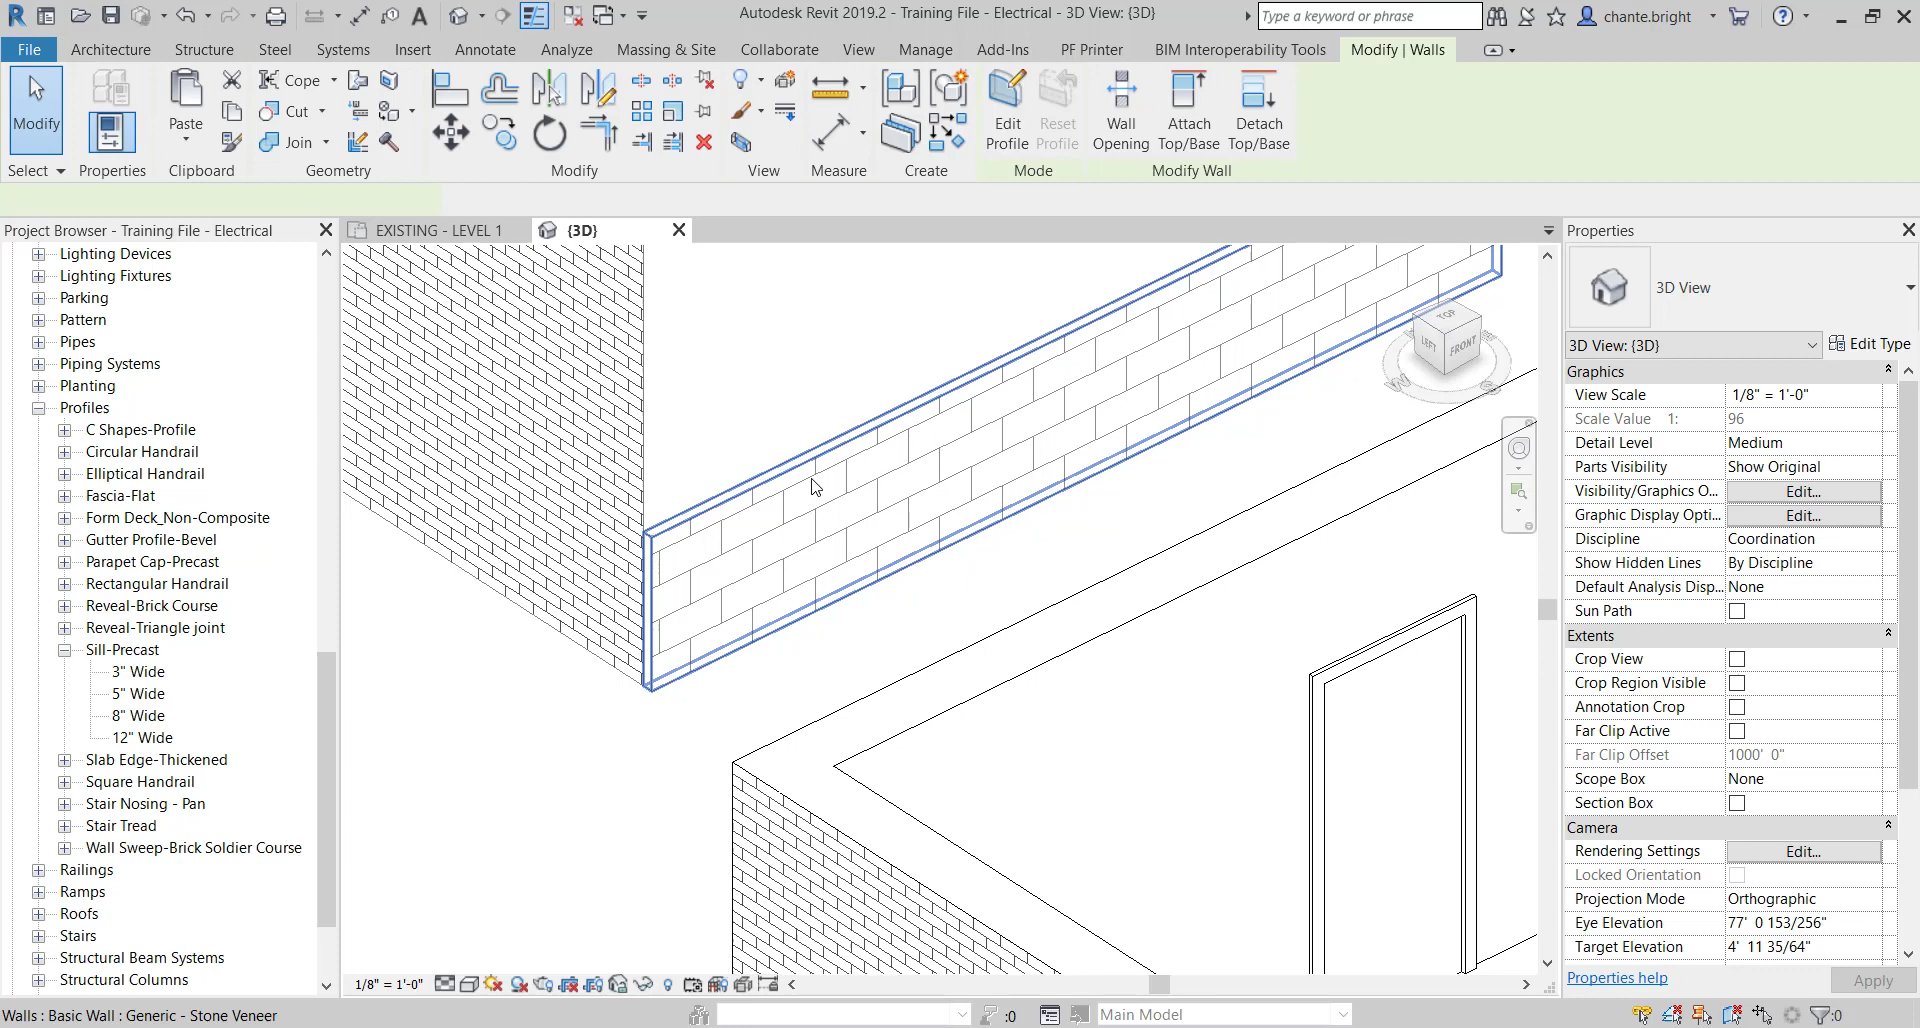 Autodesk Revit 2019.2 - Training File - Electrical - 3D View: {3D}
Type a keyword or phrase
chante.bright
File
Architecture
Structure
Steel
Systems
Insert
Annotate
Analyze
Massing & Site
Collaborate
View
Manage
Add-Ins
PF Printer
BIM Interoperability Tools
Modify | Walls
Modify
Paste
Cope
Cut
Join
Edit
Profile
Reset
Profile
Wall
Opening
Attach
Top/Base
Detach
Top/Base
Select
Properties
Clipboard
Geometry
Modify
View
Measure
Create
Mode
Modify Wall
Project Browser - Training File - Electrical
Lighting Devices
Lighting Fixtures
Parking
Pattern
Pipes
Piping Systems
Planting
Profiles
C Shapes-Profile
Circular Handrail
Elliptical Handrail
Fascia-Flat
Form Deck_Non-Composite
Gutter Profile-Bevel
Parapet Cap-Precast
Rectangular Handrail
Reveal-Brick Course
Reveal-Triangle joint
Sill-Precast
3" Wide
5" Wide
8" Wide
12" Wide
Slab Edge-Thickened
Square Handrail
Stair Nosing - Pan
Stair Tread
Wall Sweep-Brick Soldier Course
Railings
Ramps
Roofs
Stairs
Structural Beam Systems
Structural Columns
EXISTING - LEVEL 1
{3D}
TOP
LEFT
FRONT
W
S
1/8" = 1'-0"
Properties
3D View
3D View: {3D}
Edit Type
Graphics
View Scale 1/8" = 1'-0"
Scale Value 1: 96
Detail Level Medium
Parts Visibility Show Original
Visibility/Graphics O... Edit...
Graphic Display Opti... Edit...
Discipline Coordination
Show Hidden Lines By Discipline
Default Analysis Disp... None
Sun Path
Extents
Crop View
Crop Region Visible
Annotation Crop
Far Clip Active
Far Clip Offset 1000' 0"
Scope Box None
Section Box
Camera
Rendering Settings Edit...
Locked Orientation
Projection Mode Orthographic
Eye Elevation 77' 0 153/256"
Target Elevation 4' 11 35/64"
Properties help
Apply
Walls : Basic Wall : Generic - Stone Veneer
:0
Main Model
:0